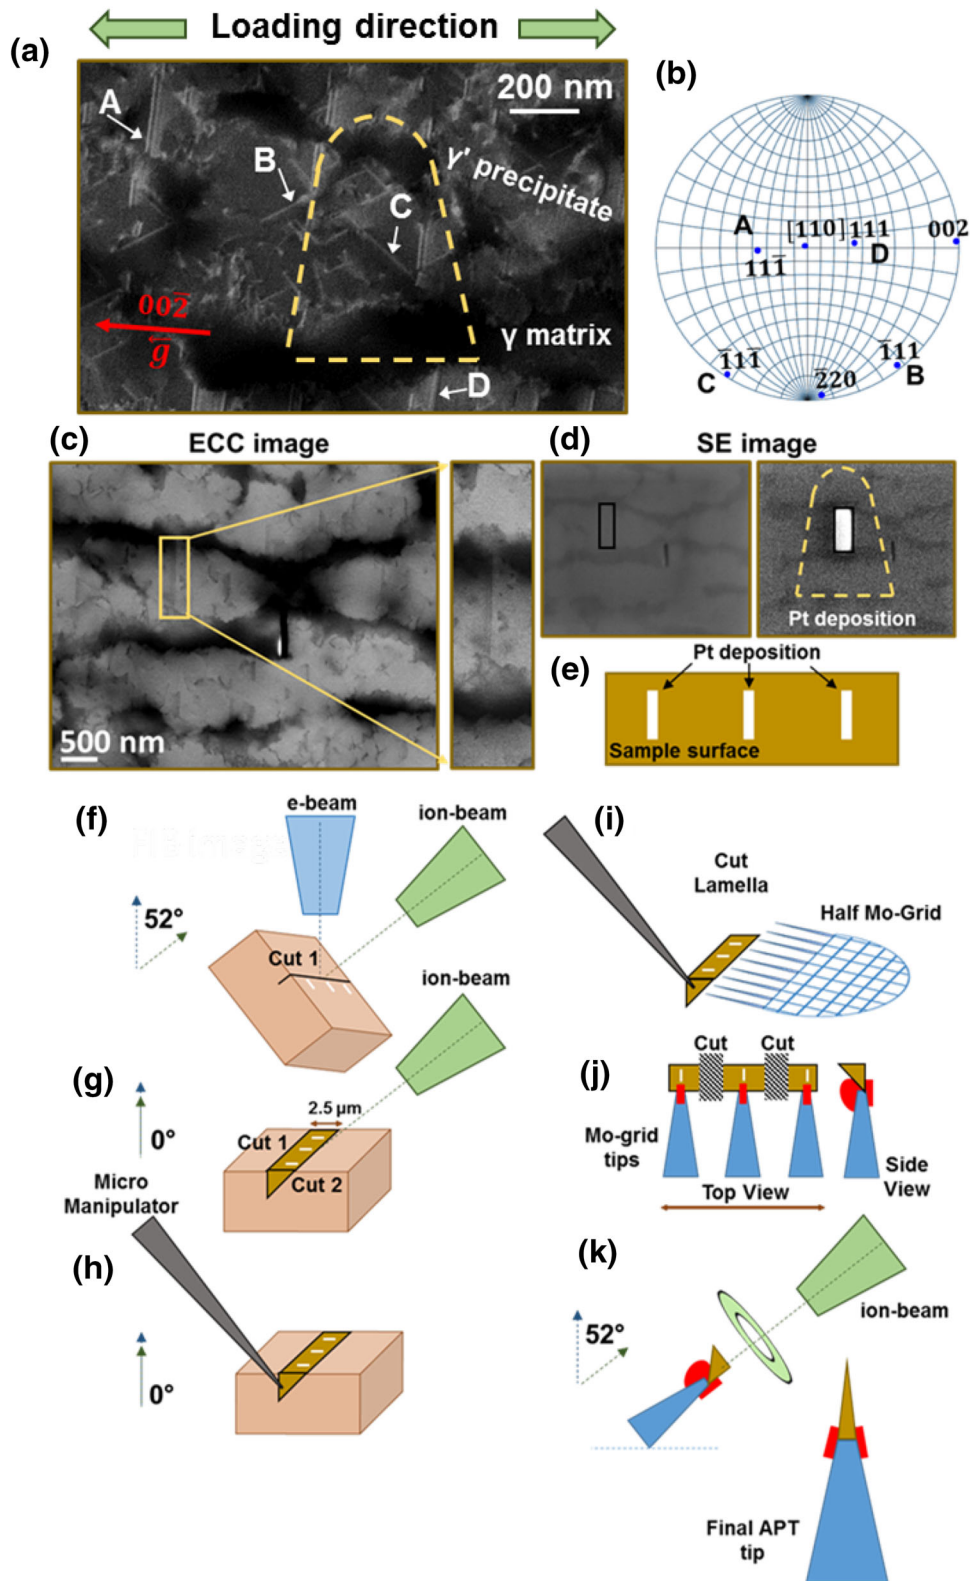 Loading direction
(a)
200 nm
A
B
C
γ' precipitate
γ matrix
002̅
g⃗
D
(b)
A
[110]
111
002
111̅
D
1̅11̅
C
2̅20
1̅11
B
(c)
ECC image
500 nm
(d)
SE image
Pt deposition
(e)
Pt deposition
Sample surface
(f)
e-beam
ion-beam
52°
Cut 1
(g)
ion-beam
2.5 µm
0°
Cut 1
Cut 2
Micro
Manipulator
(h)
0°
(i)
Cut
Lamella
Half Mo-Grid
(j)
Cut
Cut
Mo-grid
tips
Top View
Side
View
(k)
ion-beam
52°
Final APT
tip